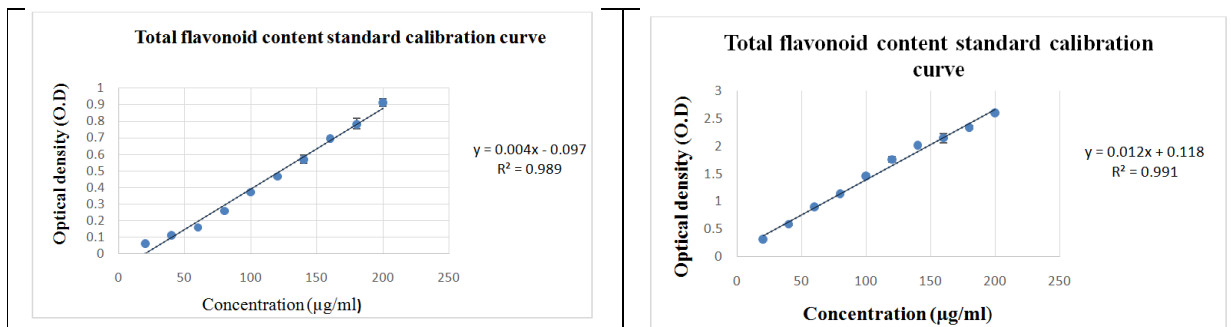 Total flavonoid content standard calibration curve
Optical density (O.D)
1
0.9
0.8
0.7
0.6
0.5
0.4
0.3
0.2
0.1
0
0 50 100 150 200 250
Concentration (µg/ml)
y = 0.004x - 0.097
R² = 0.989
Total flavonoid content standard calibration
curve
Optical density (O.D)
3
2.5
2
1.5
1
0.5
0
0 50 100 150 200 250
Concentration (µg/ml)
y = 0.012x + 0.118
R² = 0.991